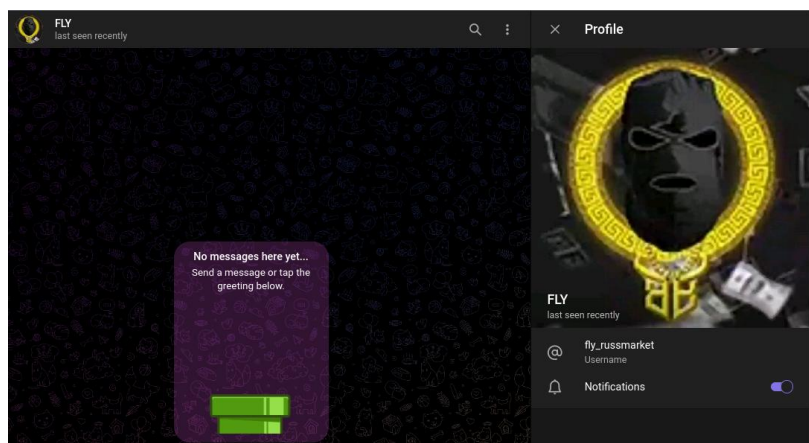 FLY
last seen recently
No messages here yet...
Send a message or tap the
greeting below.
Profile
FLY
last seen recently
fly_russmarket
Username
Notifications